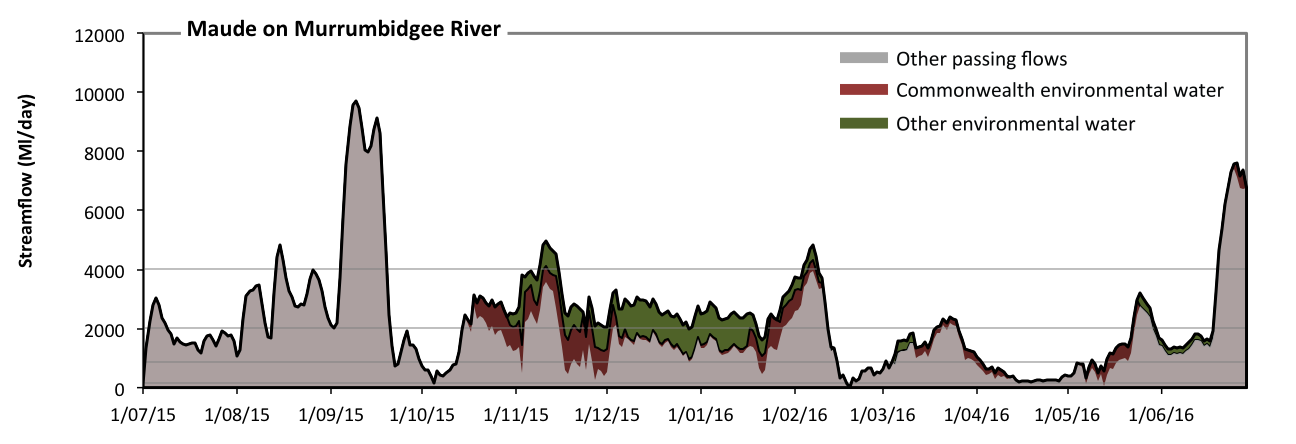 Maude on Murrumbidgee River
Streamflow (Ml/day)
12000
10000
8000
6000
4000
2000
0
Other passing flows
Commonwealth environmental water
Other environmental water
1/07/15 1/08/15 1/09/15 1/10/15 1/11/15 1/12/15 1/01/16 1/02/16 1/03/16 1/04/16 1/05/16 1/06/16